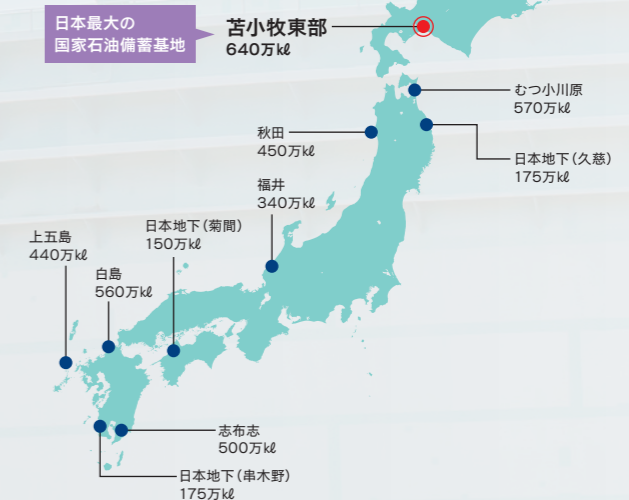 日本最大の
国家石油備蓄基地
苫小牧東部
640万㎘
むつ小川原
570万㎘
秋田
450万㎘
日本地下（久慈）
175万㎘
福井
340万㎘
日本地下（菊間）
150万㎘
上五島
440万㎘
白島
560万㎘
志布志
500万㎘
日本地下（串木野）
175万㎘